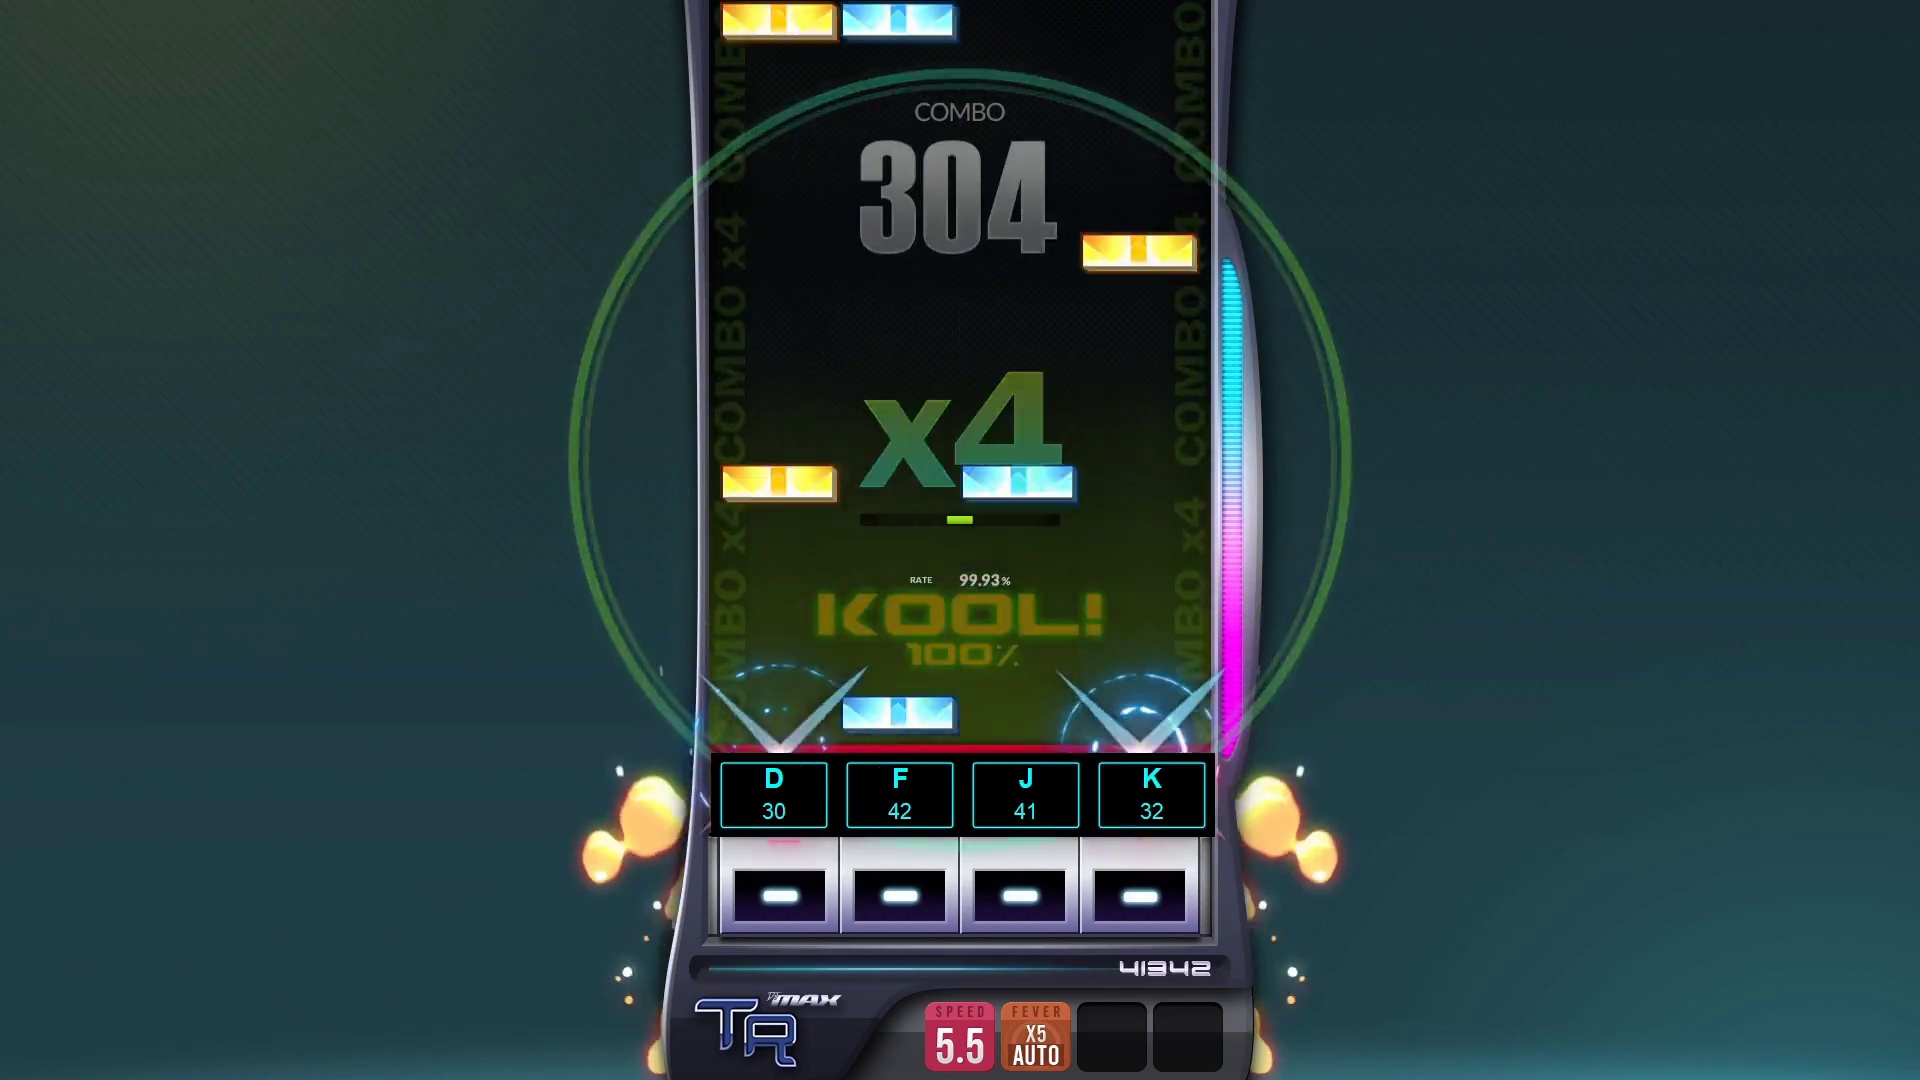 COMBO
304
COMBO x4 COMBO x4 COMBO
COMBO x4 COMBO x4 COMBO
x4
RATE 99.93%
KOOL!
100%
D F J K
30 42 41 32
41342
DJMAX
TR
SPEED FEVER
5.5 X5
AUTO